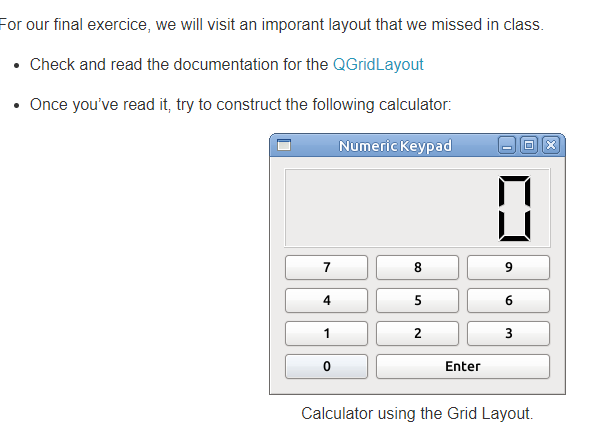 For our final exercice, we will visit an imporant layout that we missed in class.
• Check and read the documentation for the QGridLayout
• Once you've read it, try to construct the following calculator:
Numeric Keypad
0
7 8 9
4 5 6
1 2 3
0 Enter
Calculator using the Grid Layout.